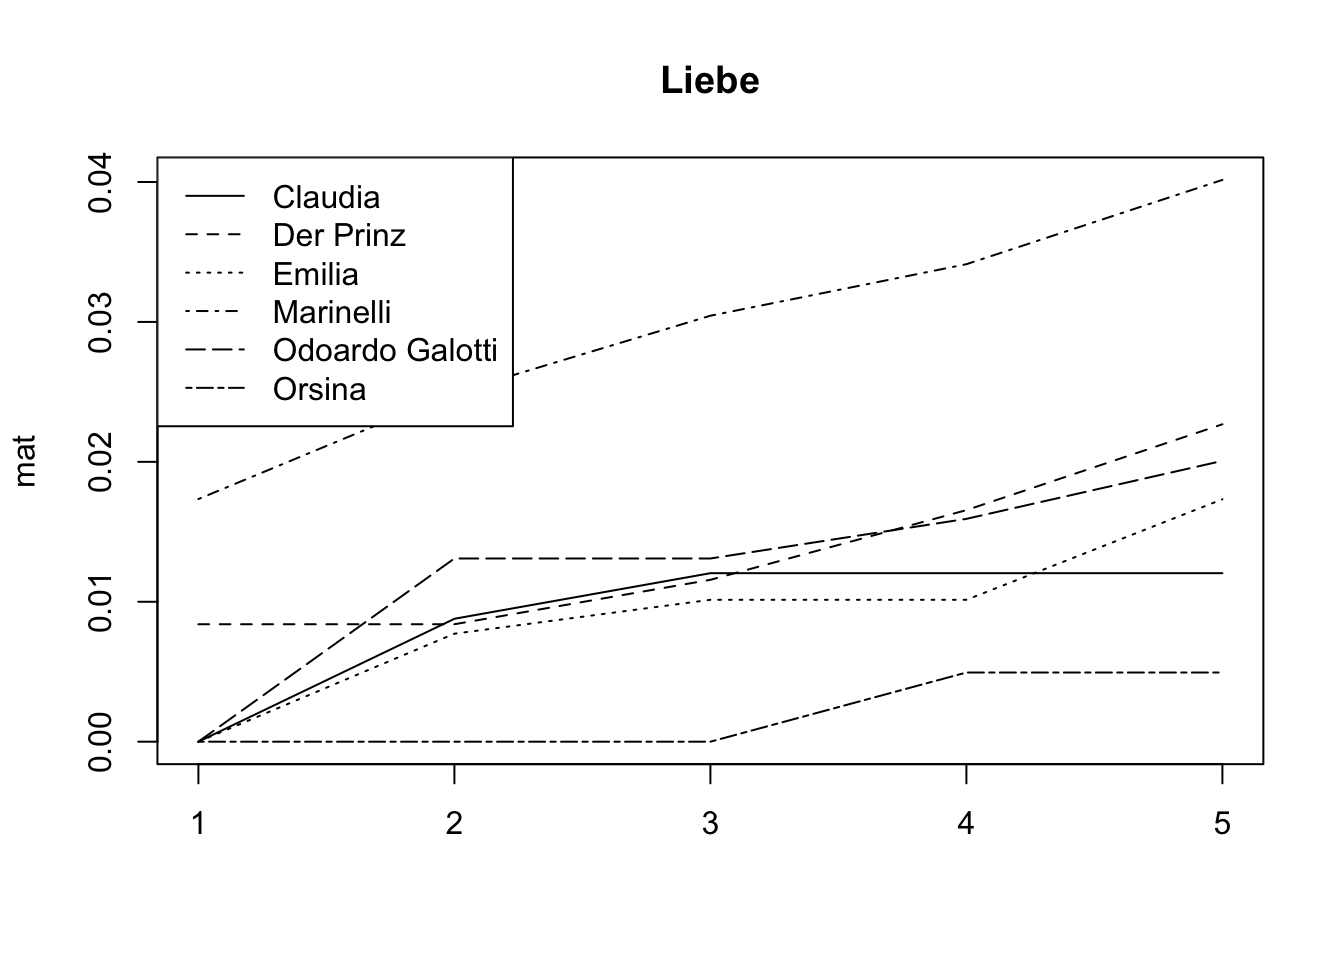 Liebe
mat
0.04
0.03
0.02
0.01
0.00
Claudia
Der Prinz
Emilia
Marinelli
Odoardo Galotti
Orsina
1 2 3 4 5